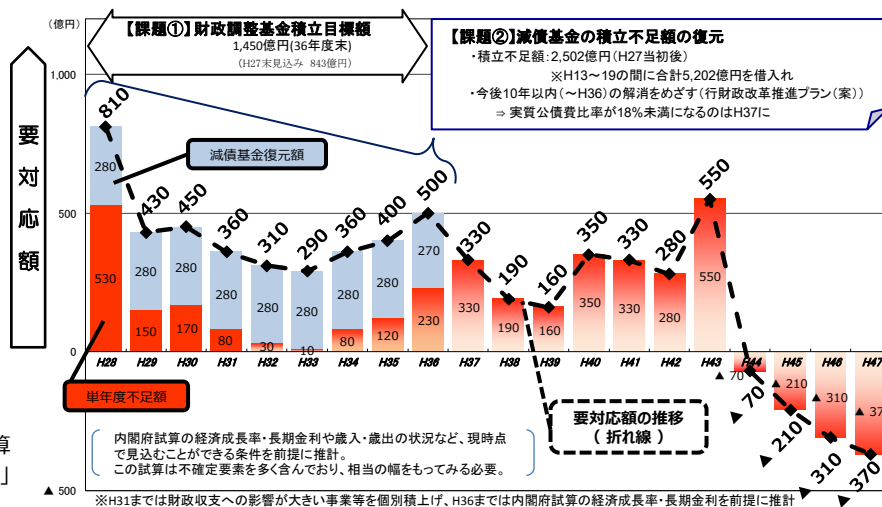 (億円)
【課題①】財政調整基金積立目標額
1,450億円(36年度末)
(H27末見込み 843億円)
【課題②】減債基金の積立不足額の復元
・積立不足額:2,502億円(H27当初後)
※H13～19の間に合計5,202億円を借入れ
・今後10年以内(～H36)の解消をめざす(行財政改革推進プラン(案))
⇒ 実質公債費比率が18%未満になるのはH37に
要対応額
1,000
500
0
▲ 500
減債基金復元額
単年度不足額
810
430
450
360
310
290
360
400
500
330
190
160
350
330
280
550
▲ 70
▲ 210
▲ 310
▲ 370
280
280
280
280
280
280
280
280
270
530
150
170
80
30
10
80
120
230
330
190
160
350
330
280
550
▲ 70
▲ 210
▲ 310
▲ 37
H28 H29 H30 H31 H32 H33 H34 H35 H36 H37 H38 H39 H40 H41 H42 H43 H44 H45 H46 H47
要対応額の推移
( 折れ線 )
内閣府試算の経済成長率・長期金利や歳入・歳出の状況など、現時点
で見込むことができる条件を前提に推計。
この試算は不確定要素を多く含んでおり、相当の幅をもってみる必要。
算
」
※H31までは財政収支への影響が大きい事業等を個別積上げ、H36までは内閣府試算の経済成長率・長期金利を前提に推計